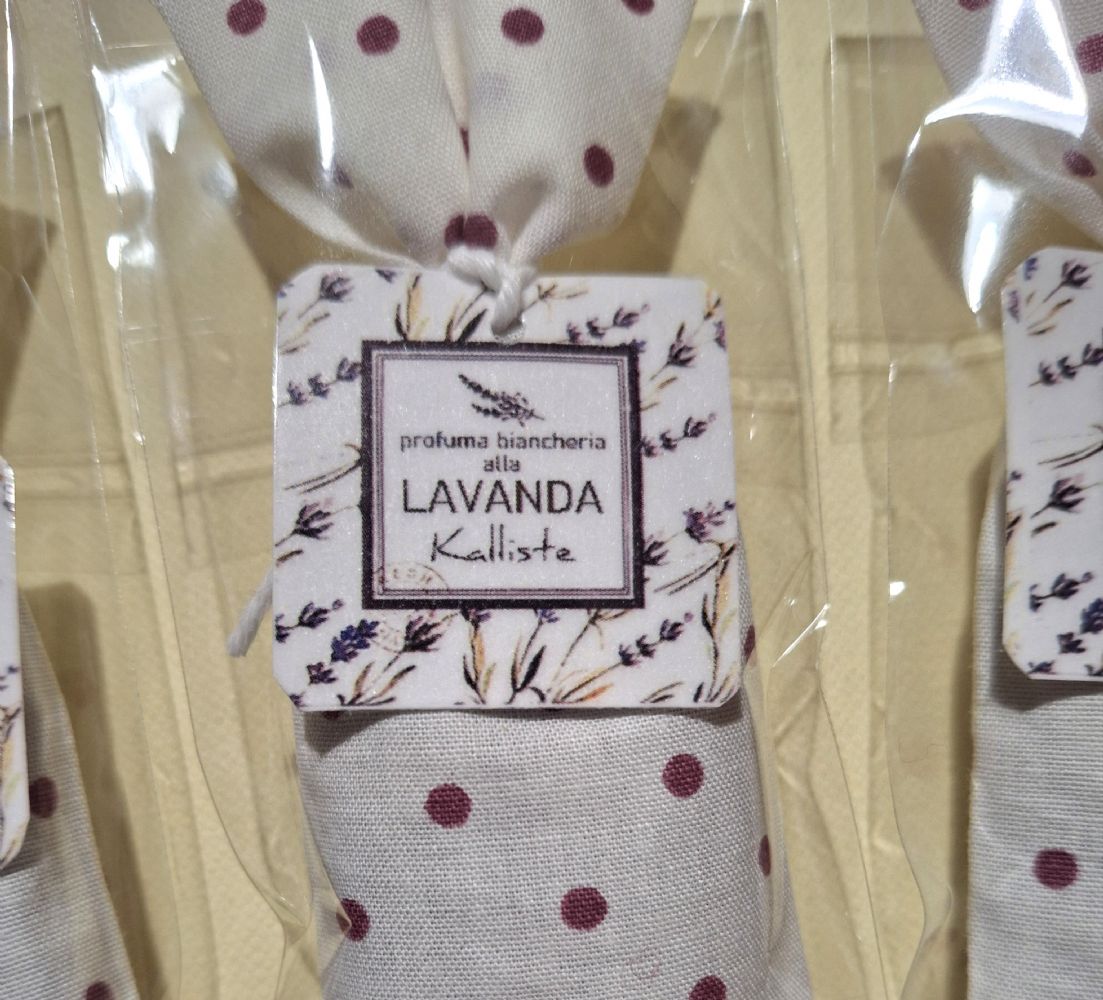 profuma biancheria
alla
LAVANDA
Kalliste